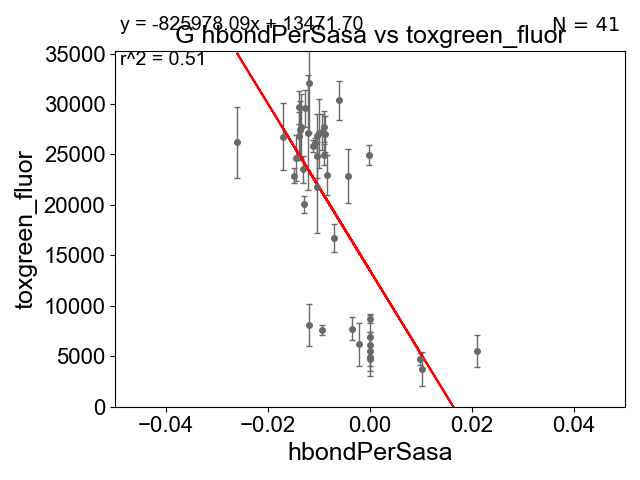 y = -825978.09x + 13471.70
N = 41
G hbondPerSasa vs toxgreen_fluor
r^2 = 0.51
35000
30000
25000
20000
15000
10000
5000
0
toxgreen_fluor
−0.04 −0.02 0.00 0.02 0.04
hbondPerSasa